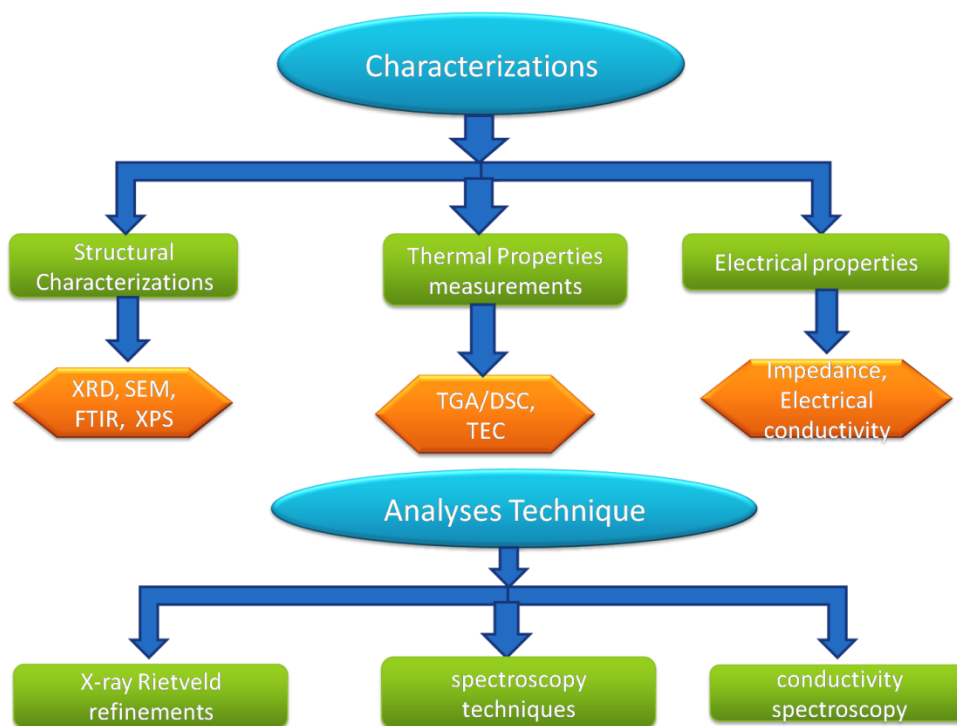 Characterizations
Structural
Characterizations
Thermal Properties
measurements
Electrical properties
XRD, SEM,
FTIR, XPS
TGA/DSC,
TEC
Impedance,
Electrical
conductivity
Analyses Technique
X-ray Rietveld
refinements
spectroscopy
techniques
conductivity
spectroscopy